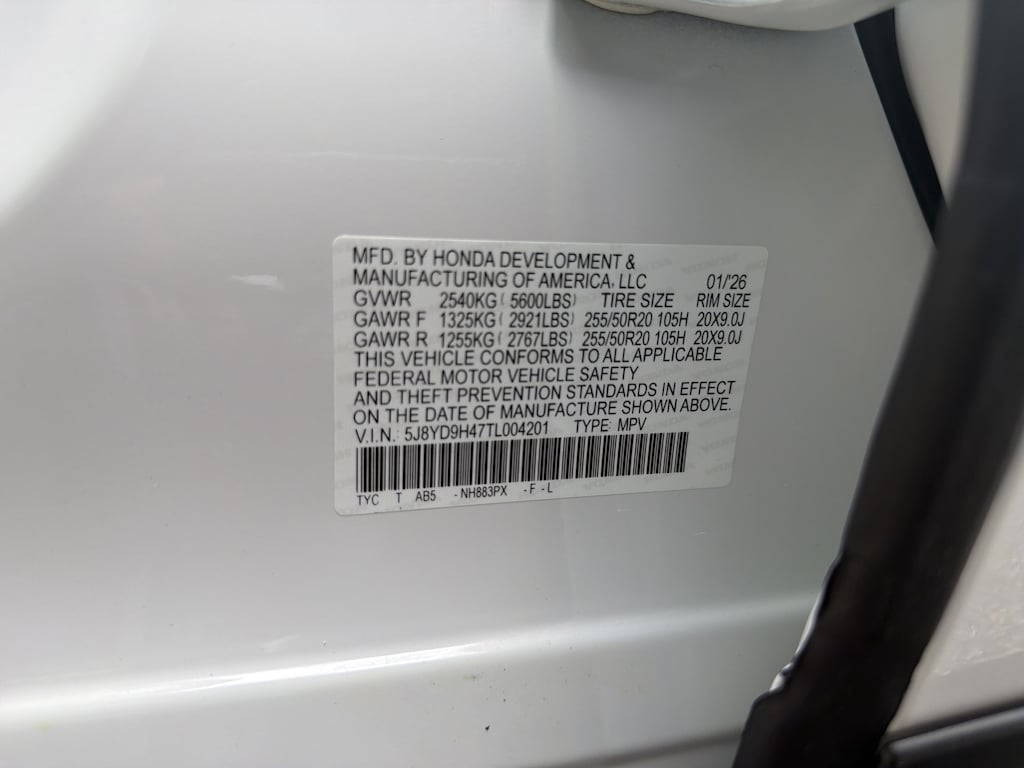 MFD. BY HONDA DEVELOPMENT &
MANUFACTURING OF AMERICA, LLC 01/'26
GVWR 2540KG ( 5600LBS) TIRE SIZE RIM SIZE
GAWR F 1325KG ( 2921LBS) 255/50R20 105H 20X9.0J
GAWR R 1255KG ( 2767LBS) 255/50R20 105H 20X9.0J
THIS VEHICLE CONFORMS TO ALL APPLICABLE
FEDERAL MOTOR VEHICLE SAFETY
AND THEFT PREVENTION STANDARDS IN EFFECT
ON THE DATE OF MANUFACTURE SHOWN ABOVE.
V.I.N.: 5J8YD9H47TL004201 TYPE: MPV
TYC T AB5 -NH883PX -F -L